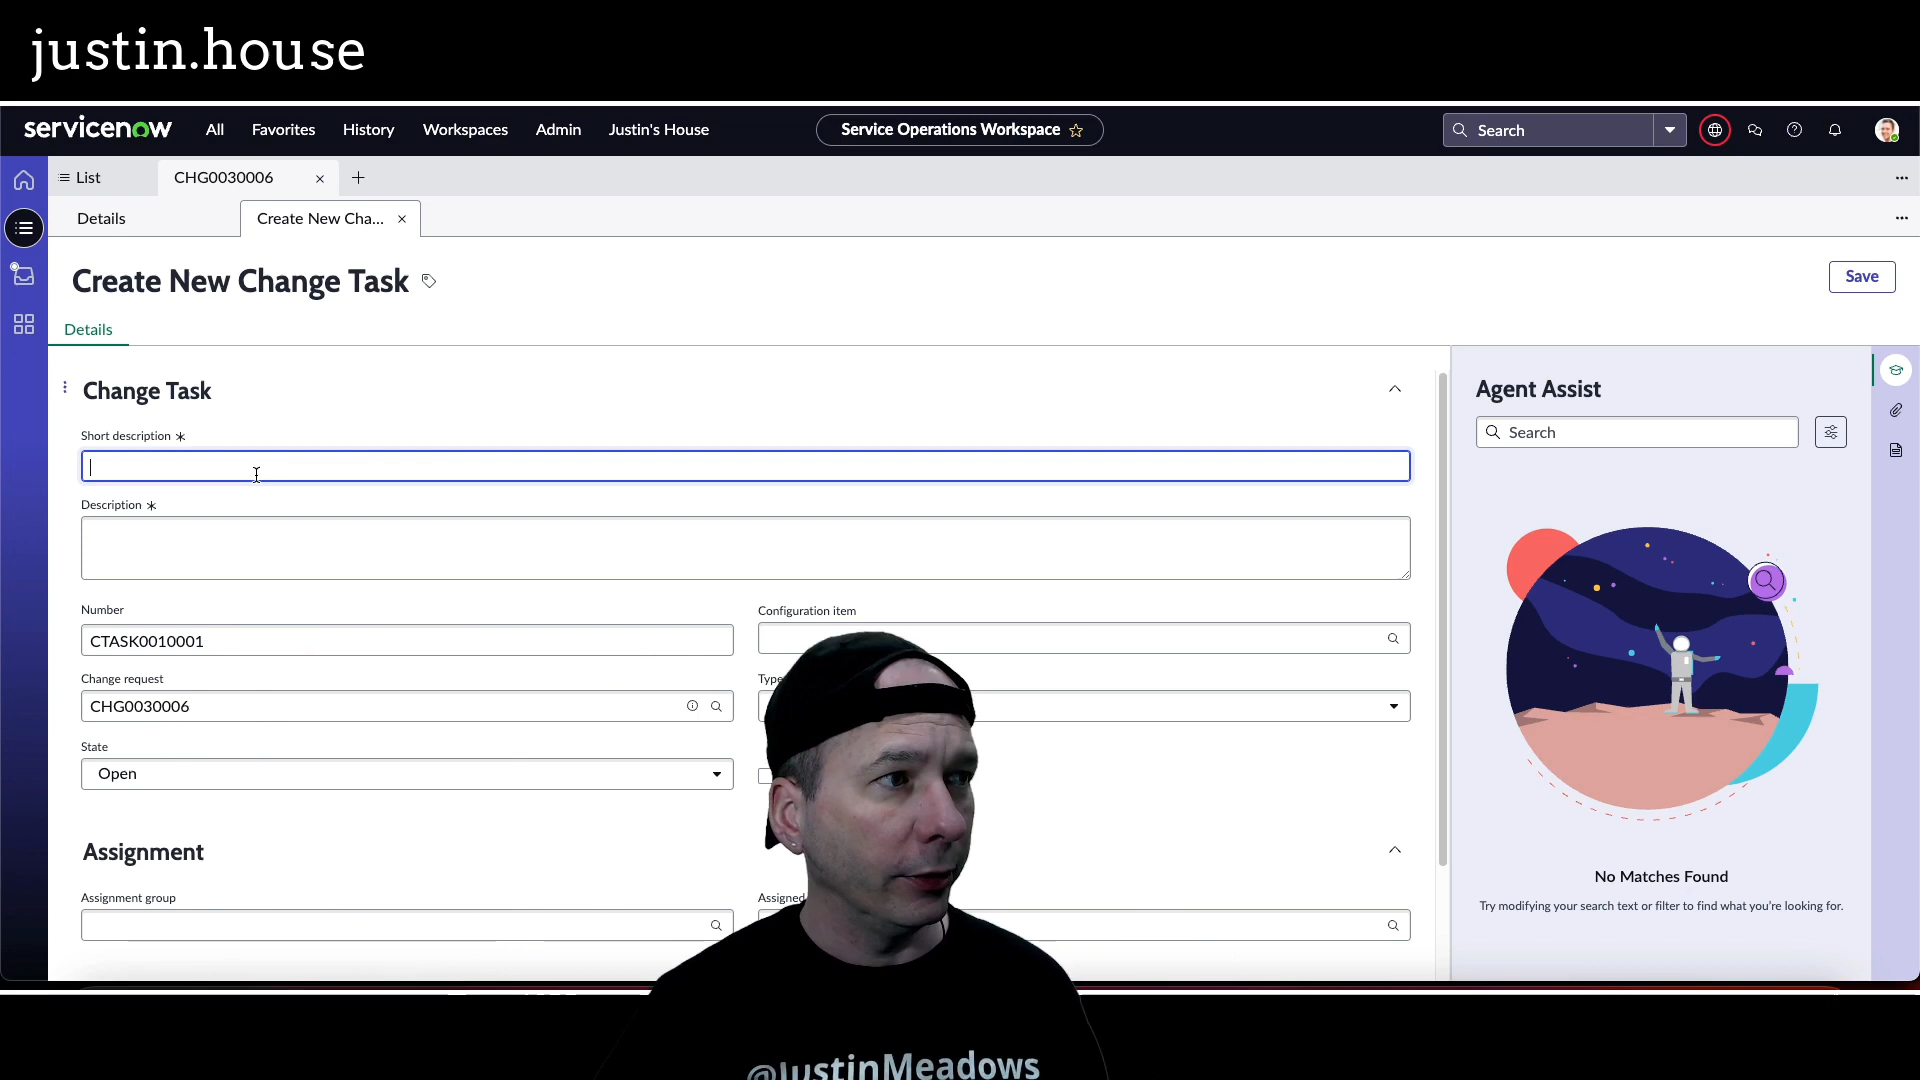 justin.house
servicenow All Favorites History Workspaces Admin Justin's House Service Operations Workspace Search
List CHG0030006
Details Create New Cha...
Create New Change Task
Save
Details
Change Task
Short description
Description
Number
CTASK0010001
Configuration item
Change request
CHG0030006
Type
State
Open
Assignment
Assignment group
Assigned
Agent Assist
Search
No Matches Found
Try modifying your search text or filter to find what you're looking for.
@JustinMeadows